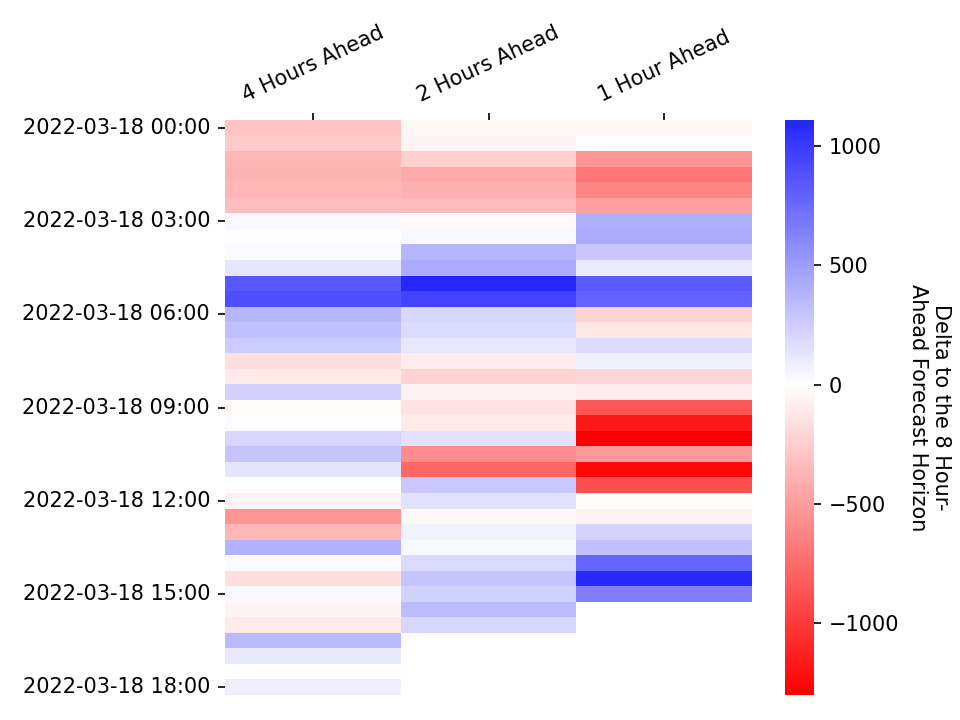 4 Hours Ahead
2 Hours Ahead
1 Hour Ahead
2022-03-18 00:00
2022-03-18 03:00
2022-03-18 06:00
2022-03-18 09:00
2022-03-18 12:00
2022-03-18 15:00
2022-03-18 18:00
1000
500
0
−500
−1000
Delta to the 8 Hour-
Ahead Forecast Horizon